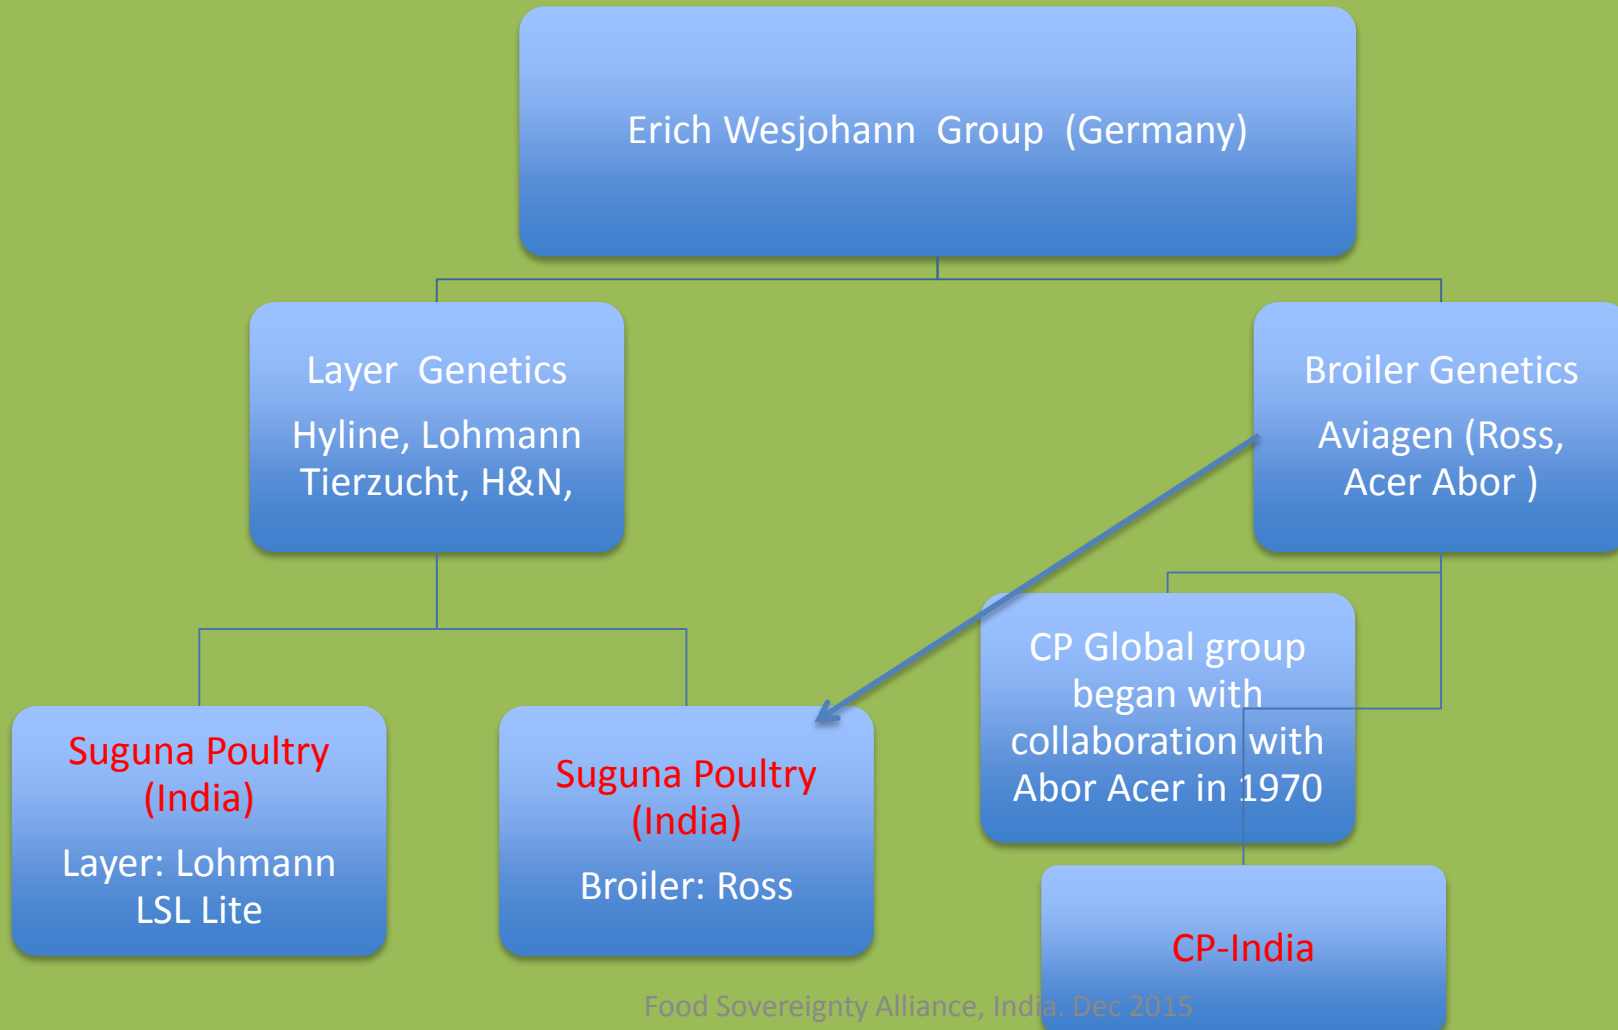 Erich Wesjohann Group (Germany)
Layer Genetics
Hyline, Lohmann
Tierzucht, H&N,
Broiler Genetics
Aviagen (Ross,
Acer Abor )
Suguna Poultry
(India)
Layer: Lohmann
LSL Lite
Suguna Poultry
(India)
Broiler: Ross
CP Global group
began with
collaboration with
Abor Acer in 1970
CP-India
Food Sovereignty Alliance, India. Dec 2015